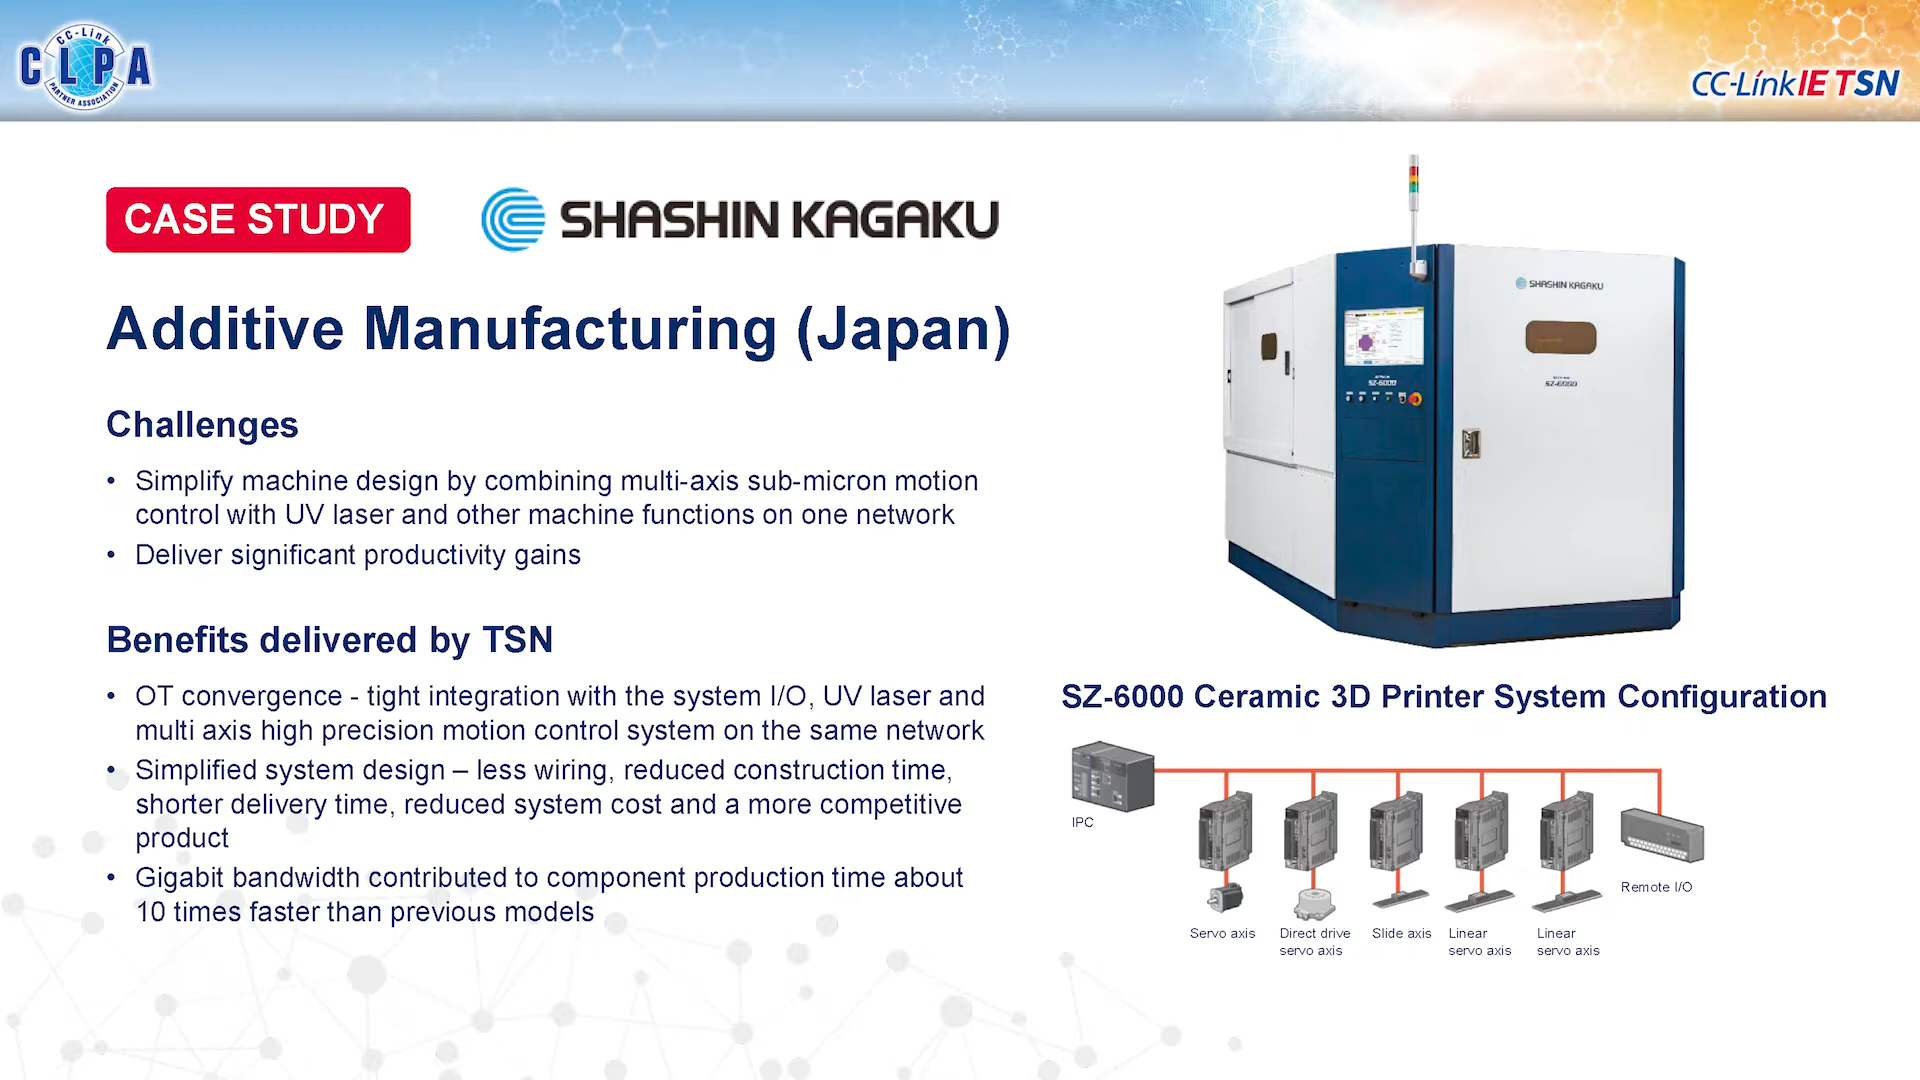 CC-Link
CLPA
PARTNER ASSOCIATION
CC-Link IE TSN
CASE STUDY
SHASHIN KAGAKU
Additive Manufacturing (Japan)
Challenges
• Simplify machine design by combining multi-axis sub-micron motion
control with UV laser and other machine functions on one network
• Deliver significant productivity gains
Benefits delivered by TSN
• OT convergence - tight integration with the system I/O, UV laser and
multi axis high precision motion control system on the same network
• Simplified system design – less wiring, reduced construction time,
shorter delivery time, reduced system cost and a more competitive
product
• Gigabit bandwidth contributed to component production time about
10 times faster than previous models
SHASHIN KAGAKU
SZ-6000
SZ-6000
SZ-6000 Ceramic 3D Printer System Configuration
IPC
Remote I/O
Servo axis
Direct drive
servo axis
Slide axis
Linear
servo axis
Linear
servo axis